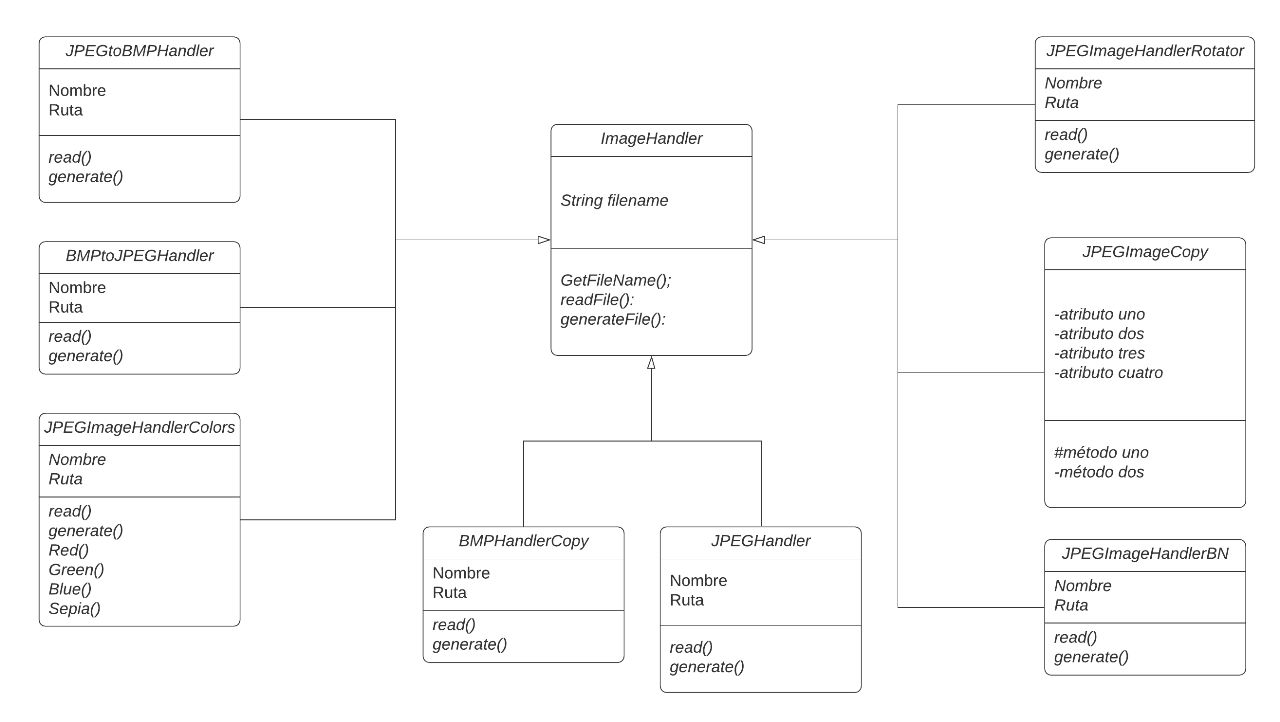 JPEGtoBMPHandler
Nombre
Ruta
read()
generate()
BMPtoJPEGHandler
Nombre
Ruta
read()
generate()
JPEGImageHandlerColors
Nombre
Ruta
read()
generate()
Red()
Green()
Blue()
Sepia()
ImageHandler
String filename
GetFileName();
readFile():
generateFile():
BMPHandlerCopy
Nombre
Ruta
read()
generate()
JPEGHandler
Nombre
Ruta
read()
generate()
JPEGImageHandlerRotator
Nombre
Ruta
read()
generate()
JPEGImageCopy
-atributo uno
-atributo dos
-atributo tres
-atributo cuatro
#método uno
-método dos
JPEGImageHandlerBN
Nombre
Ruta
read()
generate()